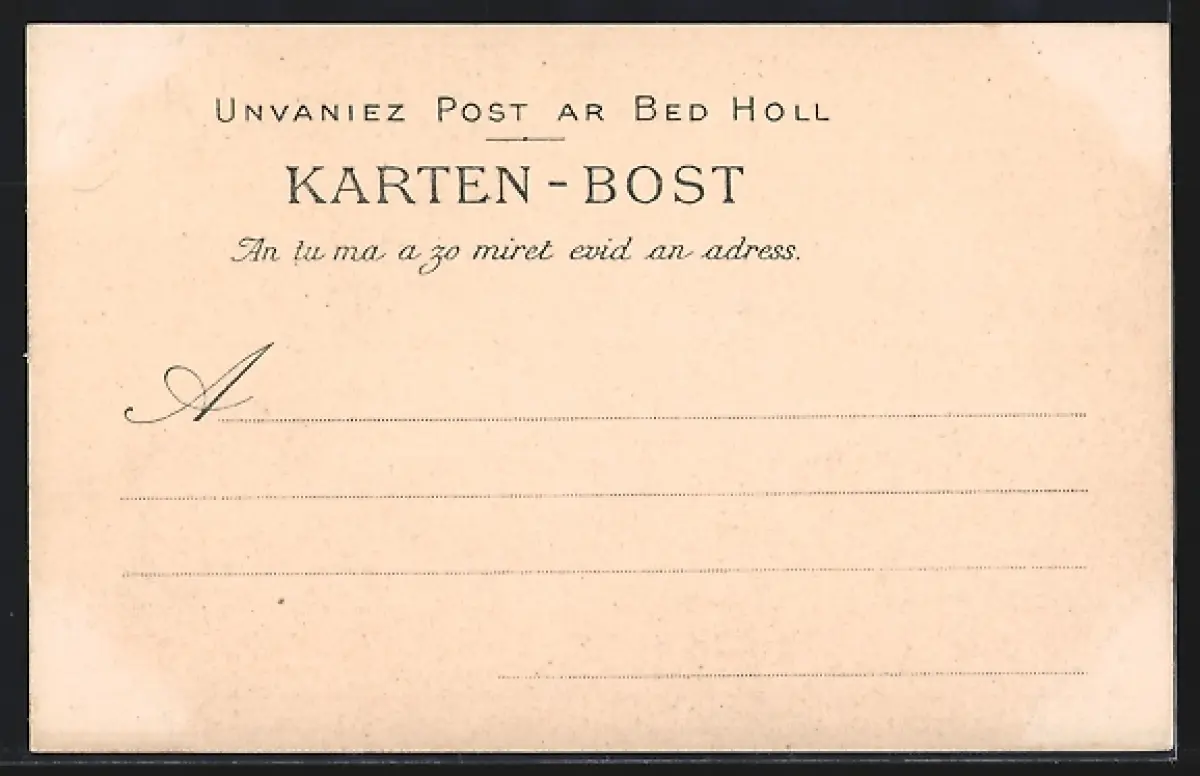 UNVANIEZ POST AR BED HOLL
KARTEN-BOST
An tu ma a zo miret evid an adress.
A